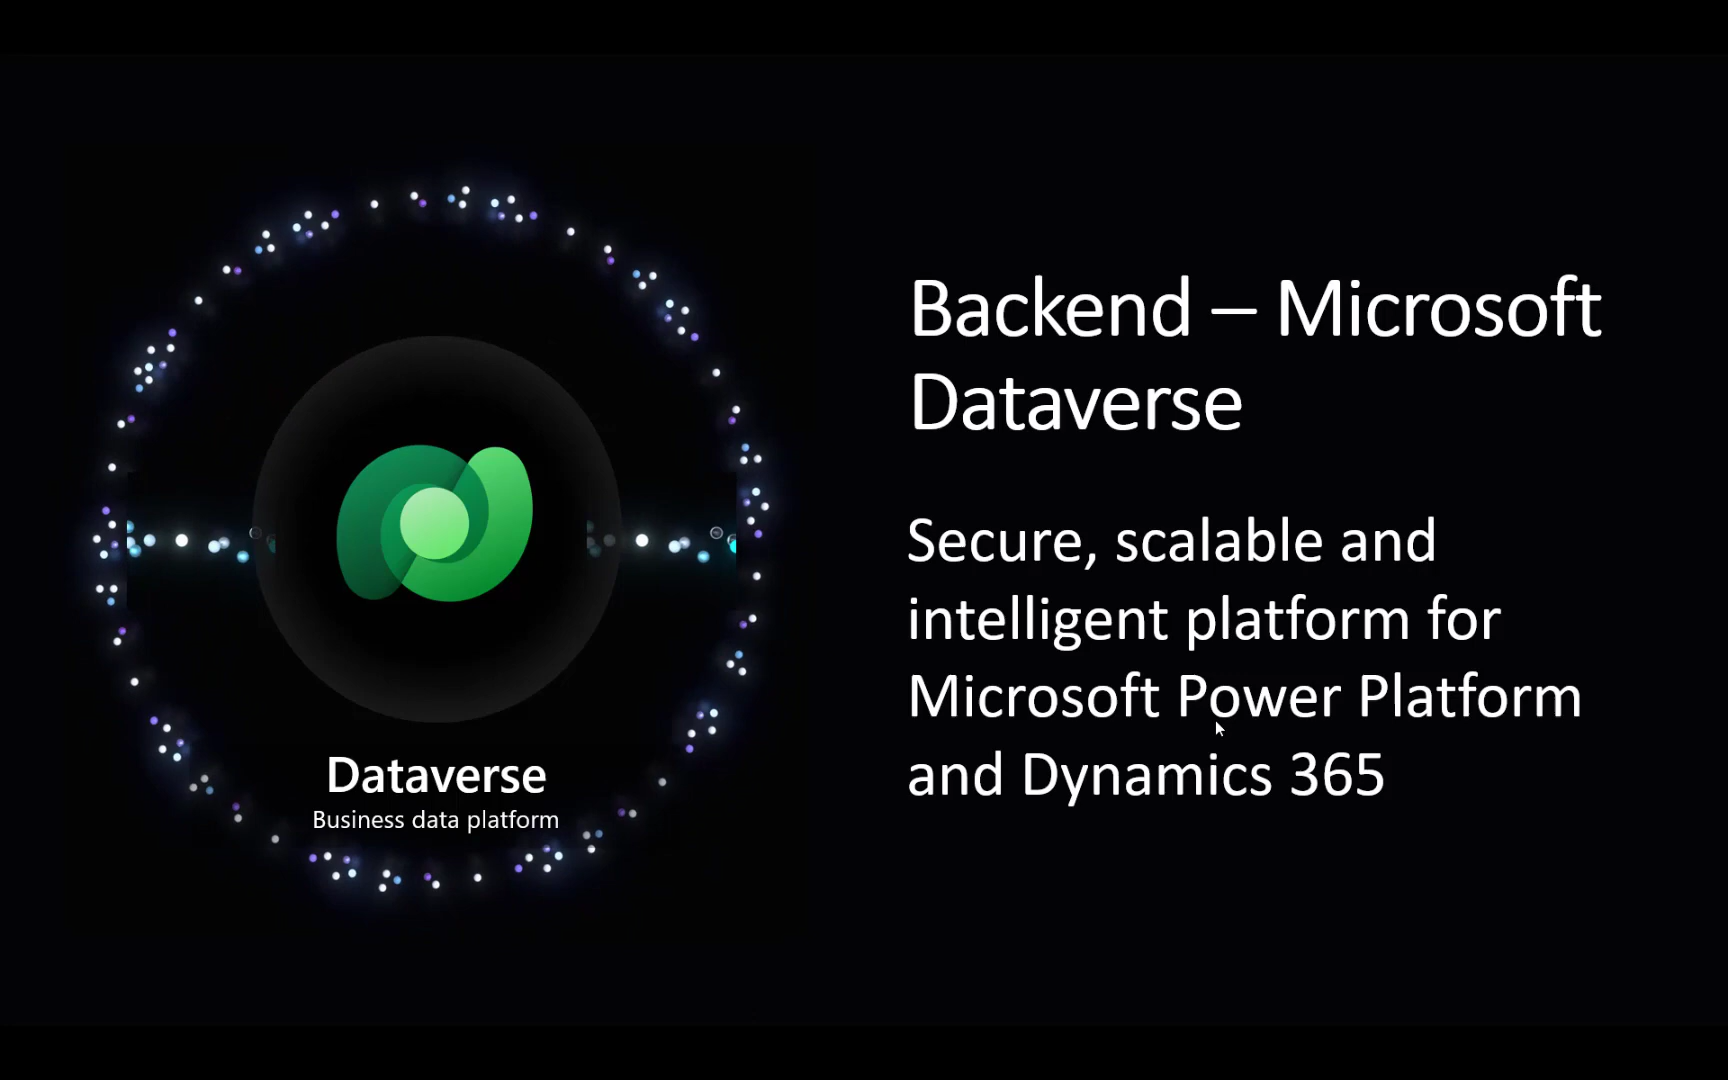 Backend – Microsoft
Dataverse
Secure, scalable and
intelligent platform for
Microsoft Power Platform
and Dynamics 365
Dataverse
Business data platform